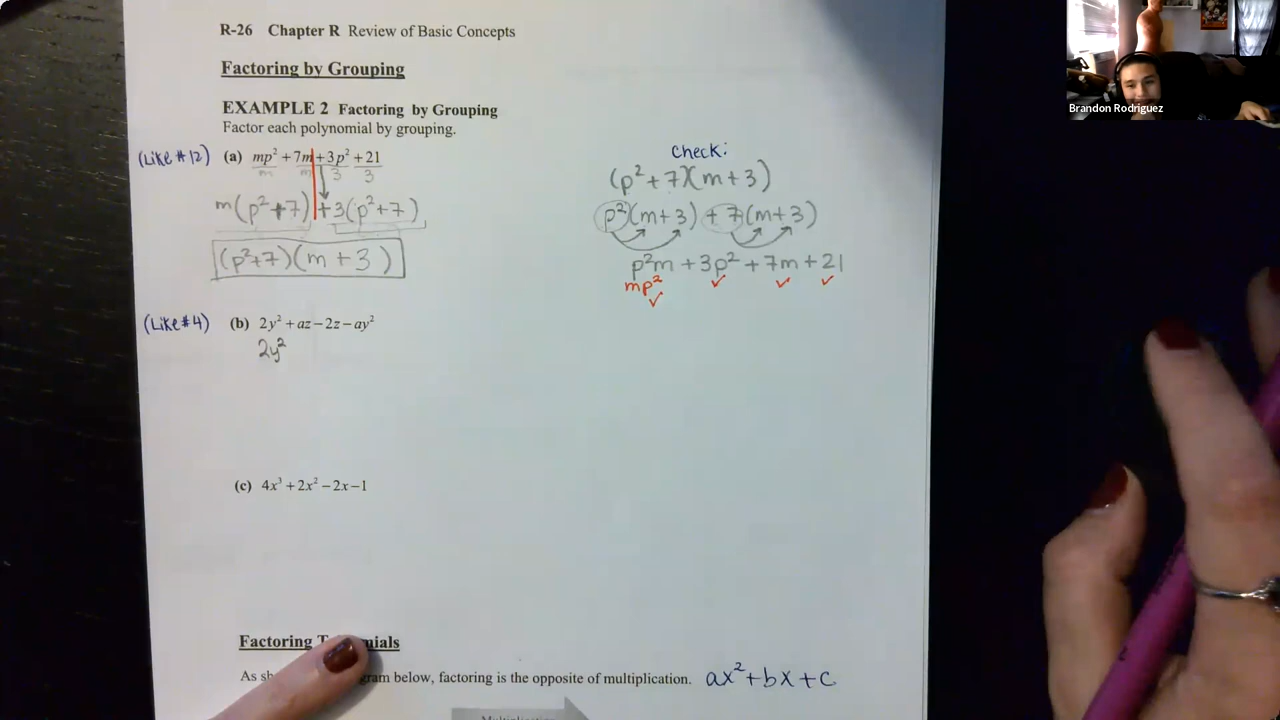 R-26 Chapter R Review of Basic Concepts
Brandon Rodriguez
Factoring by Grouping
EXAMPLE 2 Factoring by Grouping
Factor each polynomial by grouping.
(Like #12) (a) mp² + 7m + 3p² + 21
m m 3 3
m(p² + 7) + 3(p² + 7)
(p² + 7)(m + 3)
Check:
(p² + 7)(m + 3)
p²(m + 3) + 7(m + 3)
p²m + 3p² + 7m + 21
mp² ✓ ✓ ✓ ✓
(Like #4) (b) 2y² + az − 2z − ay²
2y²
(c) 4x³ + 2x² − 2x − 1
Factoring
As below, factoring is the opposite of multiplication. ax² + bx + c